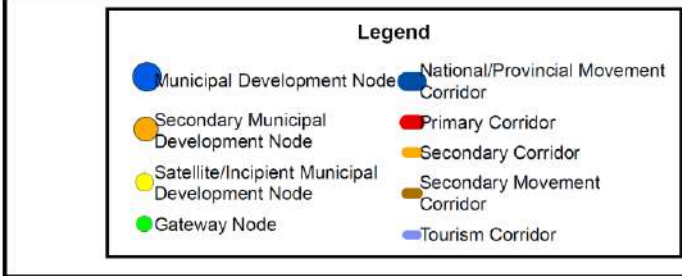 Legend
Municipal Development Node
Secondary Municipal
Development Node
Satellite/Incipient Municipal
Development Node
Gateway Node
National/Provincial Movement
Corridor
Primary Corridor
Secondary Corridor
Secondary Movement
Corridor
Tourism Corridor